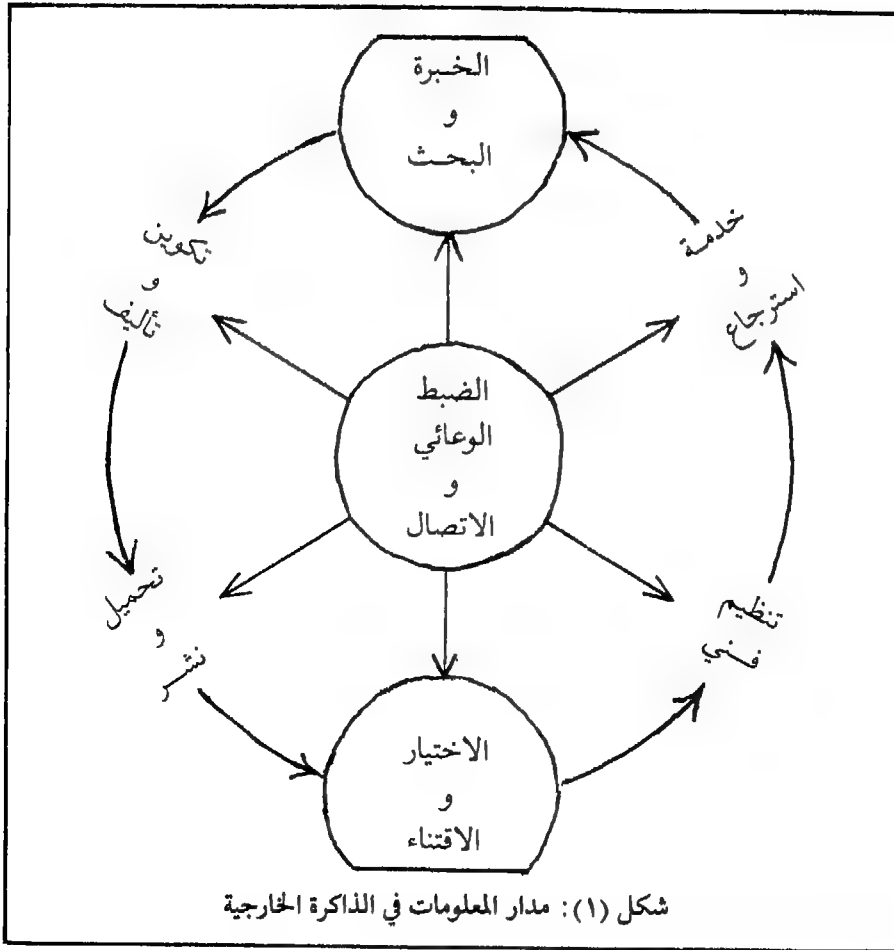 الخبرة
و
البحث
خدمة
و
استرجاع
تكوين
و
تأليف
الضبط
الوعائي
و
الاتصال
تنظيم
فني
تحميل
و
نشر
الاختيار
و
الاقتناء
شكل (١): مدار المعلومات في الذاكرة الخارجية